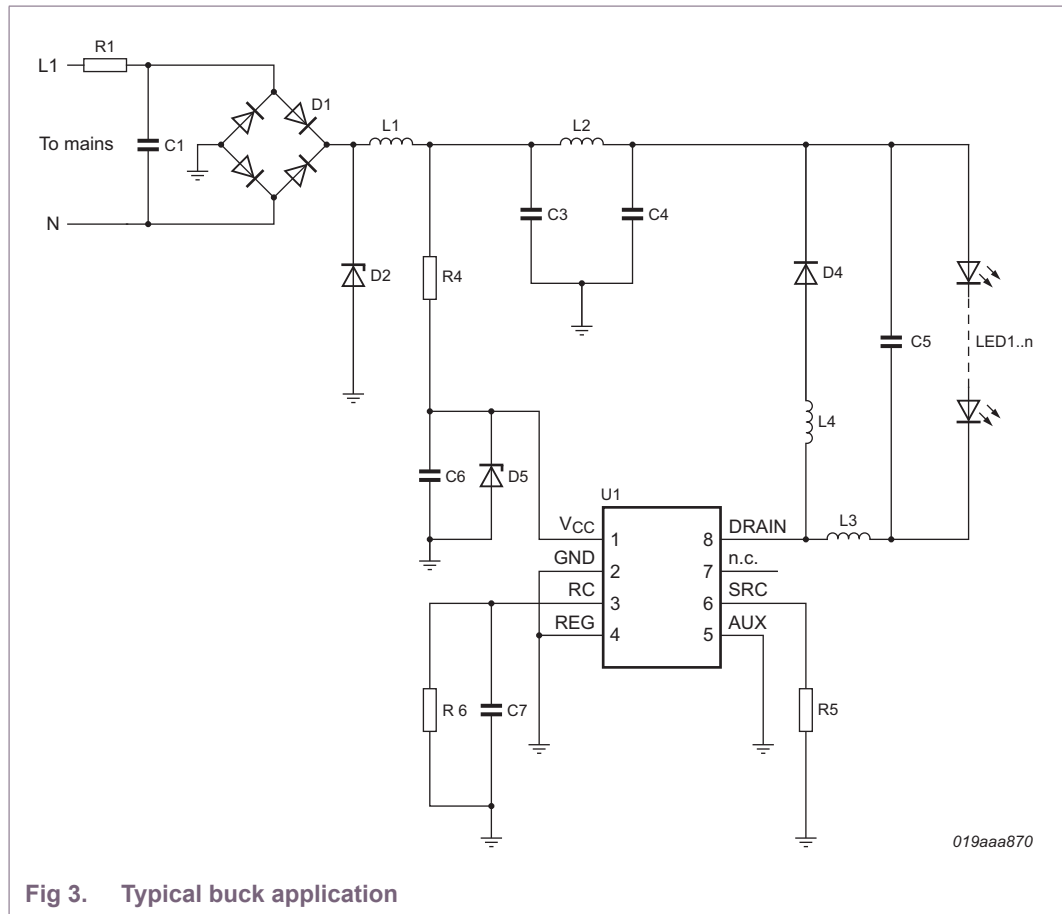 R1
L1
D1
L1
L2
To mains
C1
N
C3
C4
D2
R4
D4
C5
LED1..n
L4
C6
D5
U1
L3
VCC
1
8
DRAIN
GND
2
7
n.c.
RC
3
6
SRC
REG
4
5
AUX
R 6
C7
R5
019aaa870
Fig 3. Typical buck application